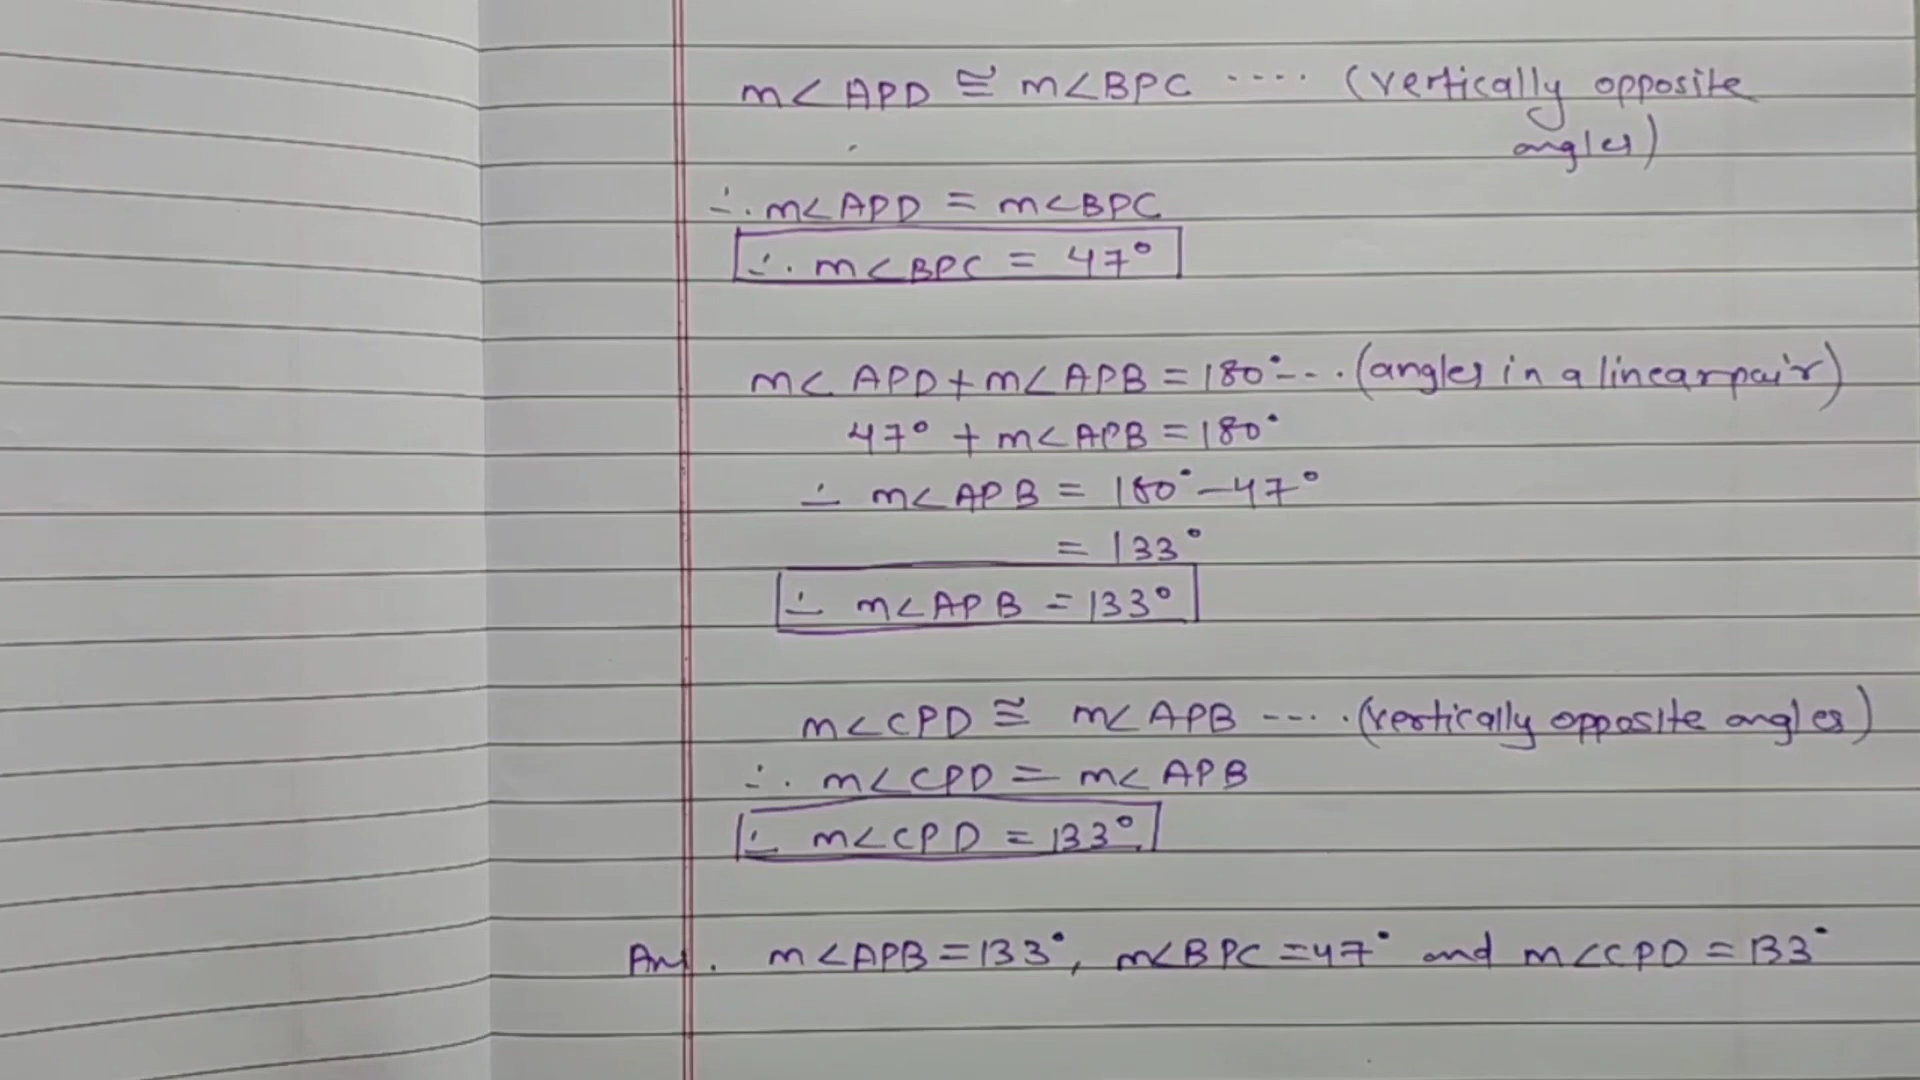 m∠APD ≅ m∠BPC ---- (vertically opposite
angles)
∴ m∠APD = m∠BPC
∴ m∠BPC = 47°
m∠APD + m∠APB = 180° --- (angles in a linear pair)
47° + m∠APB = 180°
∴ m∠APB = 180° - 47°
= 133°
∴ m∠APB = 133°
m∠CPD ≅ m∠APB ---- (vertically opposite angles)
∴ m∠CPD = m∠APB
∴ m∠CPD = 133°
Ans. m∠APB = 133°, m∠BPC = 47° and m∠CPD = 133°